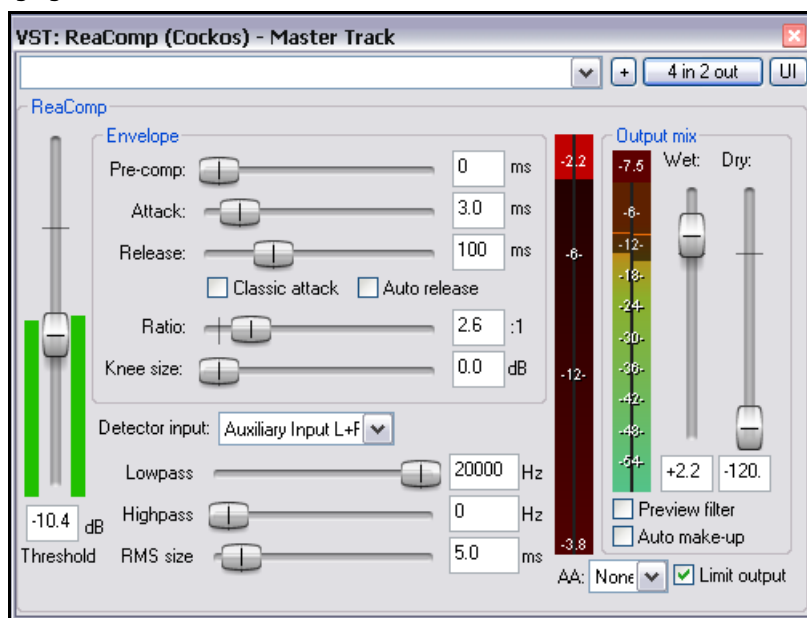 VST: ReaComp (Cockos) - Master Track
+
4 in 2 out
UI
ReaComp
Envelope
Pre-comp:
0
ms
Attack:
3.0
ms
Release:
100
ms
Classic attack
Auto release
Ratio:
2.6
:1
Knee size:
0.0
dB
Detector input:
Auxiliary Input L+F
Lowpass
20000
Hz
Highpass
0
Hz
RMS size
5.0
ms
-10.4
dB
Threshold
-2.2
-6-
-12-
-3.8
Output mix
-7.5
Wet:
Dry:
-6-
-12-
-18-
-24-
-30-
-36-
-42-
-48-
-54-
+2.2
-120.
Preview filter
Auto make-up
AA:
None
Limit output